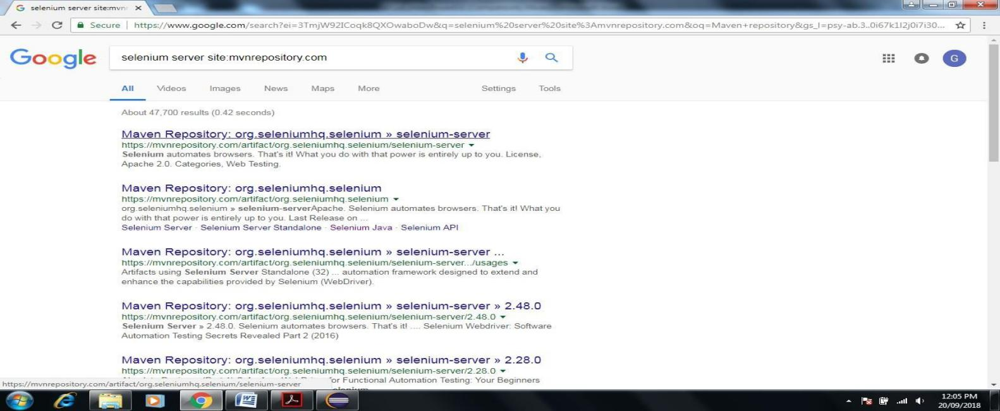 selenium server site:mvn
Secure | https://www.google.com/search?ei=3TmjW92ICoqk8QXOwaboDw&q=selenium%20server%20site%3Amvnrepository.com&oq=Maven+repository&gs_l=psy-ab.3..0i67k1l2j0i7i30...
Google
selenium server site:mvnrepository.com
G
All Videos Images News Maps More Settings Tools
About 47,700 results (0.42 seconds)
Maven Repository: org.seleniumhq.selenium » selenium-server
https://mvnrepository.com/artifact/org.seleniumhq.selenium/selenium-server
Selenium automates browsers. That's it! What you do with that power is entirely up to you. License,
Apache 2.0. Categories, Web Testing.
Maven Repository: org.seleniumhq.selenium
https://mvnrepository.com/artifact/org.seleniumhq.selenium
org.seleniumhq.selenium » selenium-serverApache. Selenium automates browsers. That's it! What you
do with that power is entirely up to you. Last Release on ...
Selenium Server · Selenium Server Standalone · Selenium Java · Selenium API
Maven Repository: org.seleniumhq.selenium » selenium-server ...
https://mvnrepository.com/artifact/org.seleniumhq.selenium/selenium-server.../usages
Artifacts using Selenium Server Standalone (32) ... automation framework designed to extend and
enhance the capabilities provided by Selenium (WebDriver).
Maven Repository: org.seleniumhq.selenium » selenium-server » 2.48.0
https://mvnrepository.com/artifact/org.seleniumhq.selenium/selenium-server/2.48.0
Selenium Server » 2.48.0. Selenium automates browsers. That's it! .... Selenium Webdriver: Software
Automation Testing Secrets Revealed Part 2 (2016)
Maven Repository: org.seleniumhq.selenium » selenium-server » 2.28.0
https://mvnrepository.com/artifact/org.seleniumhq.selenium/selenium-server/2.28.0
for Functional Automation Testing: Your Beginners
https://mvnrepository.com/artifact/org.seleniumhq.selenium/selenium-server
12:05 PM
20/09/2018